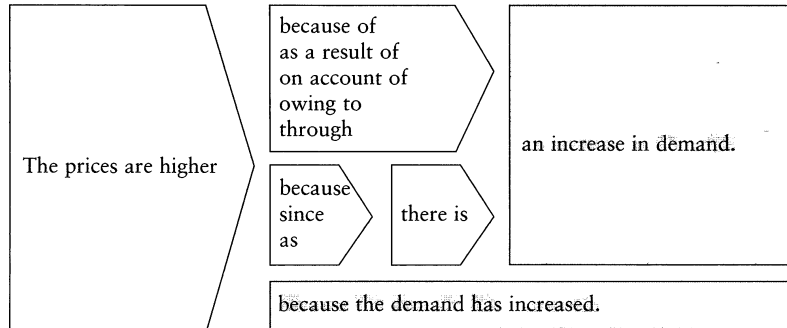 The prices are higher
because of
as a result of
on account of
owing to
through
because
since
as
there is
an increase in demand.
because the demand has increased.